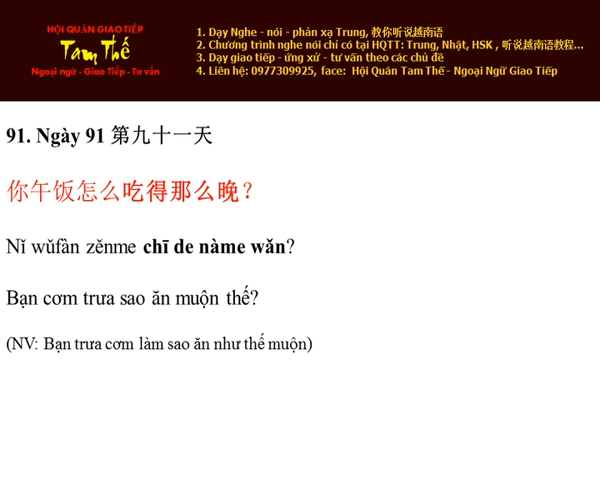 HỘI QUÁN GIAO TIẾP
Tam Thế
Ngoại ngữ - Giao Tiếp - Tư vấn
1. Dạy Nghe - nói - phản xạ Trung, 教你听说越南语
2. Chương trình nghe nói chỉ có tại HQTT: Trung, Nhật, HSK , 听说越南语教程...
3. Dạy giao tiếp - ứng xử - tư vấn theo các chủ đề
4. Liên hệ: 0977309925, face: Hội Quán Tam Thế - Ngoại Ngữ Giao Tiếp
91. Ngày 91 第九十一天
你午饭怎么吃得那么晚？
Nǐ wǔfàn zěnme chī de nàme wǎn?
Bạn cơm trưa sao ăn muộn thế?
(NV: Bạn trưa cơm làm sao ăn như thế muộn)